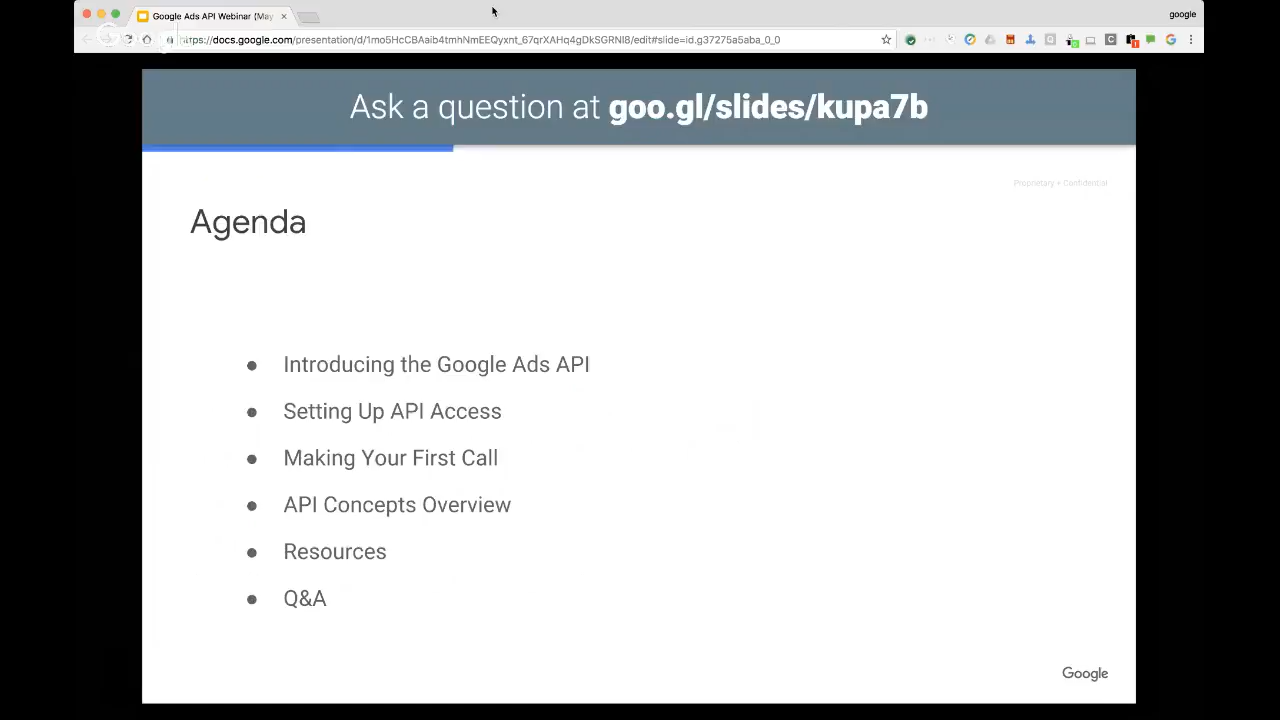 Google Ads API Webinar (May
google
https://docs.google.com/presentation/d/1mo5HcCBAaib4tmhNmEEQyxnt_67qrXAHq4gDkSGRNI8/edit#slide=id.g37275a5aba_0_0
Ask a question at goo.gl/slides/kupa7b
Proprietary + Confidential
Agenda
● Introducing the Google Ads API
● Setting Up API Access
● Making Your First Call
● API Concepts Overview
● Resources
● Q&A
Google